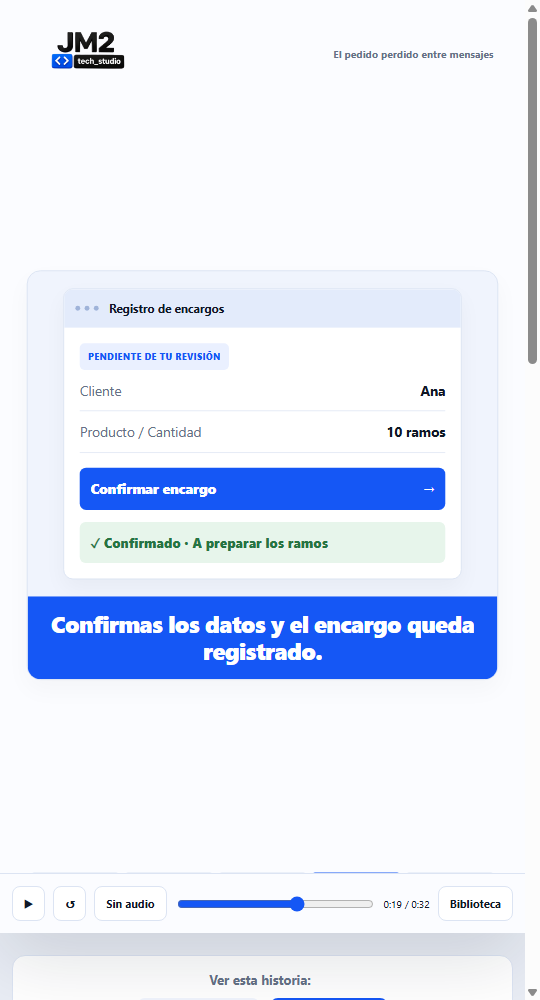 JM2
<> tech_studio
El pedido perdido entre mensajes
Registro de encargos
PENDIENTE DE TU REVISIÓN
Cliente
Ana
Producto / Cantidad
10 ramos
Confirmar encargo →
✓ Confirmado · A preparar los ramos
Confirmas los datos y el encargo queda
registrado.
▶ ↺ Sin audio 0:19 / 0:32 Biblioteca
Ver esta historia: